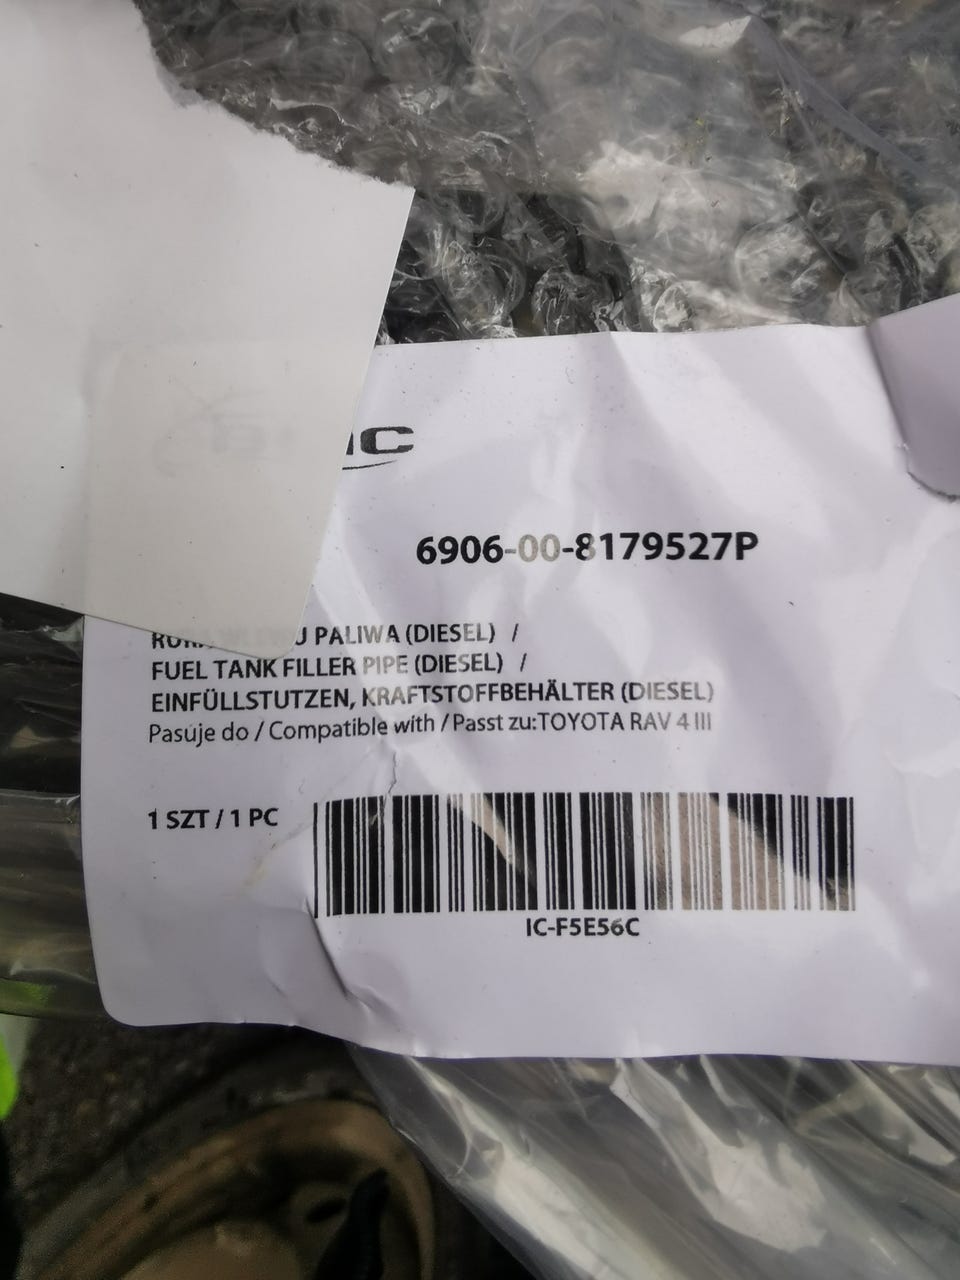 IC
6906-00-8179527P
PALIWA (DIESEL) /
FUEL TANK FILLER PIPE (DIESEL) /
EINFÜLLSTUTZEN, KRAFTSTOFFBEHÄLTER (DIESEL)
Pasuje do / Compatible with / Passt zu:TOYOTA RAV 4 III
1 SZT / 1 PC
IC-F5E56C